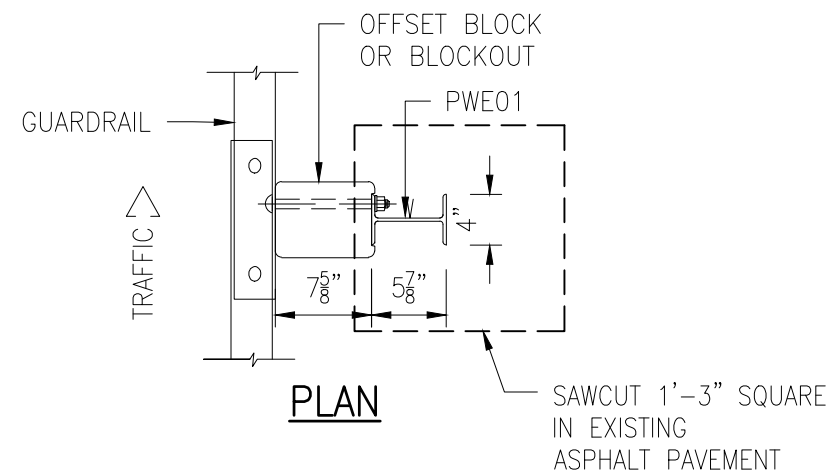 OFFSET BLOCK
OR BLOCKOUT
PWE01
GUARDRAIL
TRAFFIC
4"
7⅝"
5⅞"
PLAN
SAWCUT 1'-3" SQUARE
IN EXISTING
ASPHALT PAVEMENT